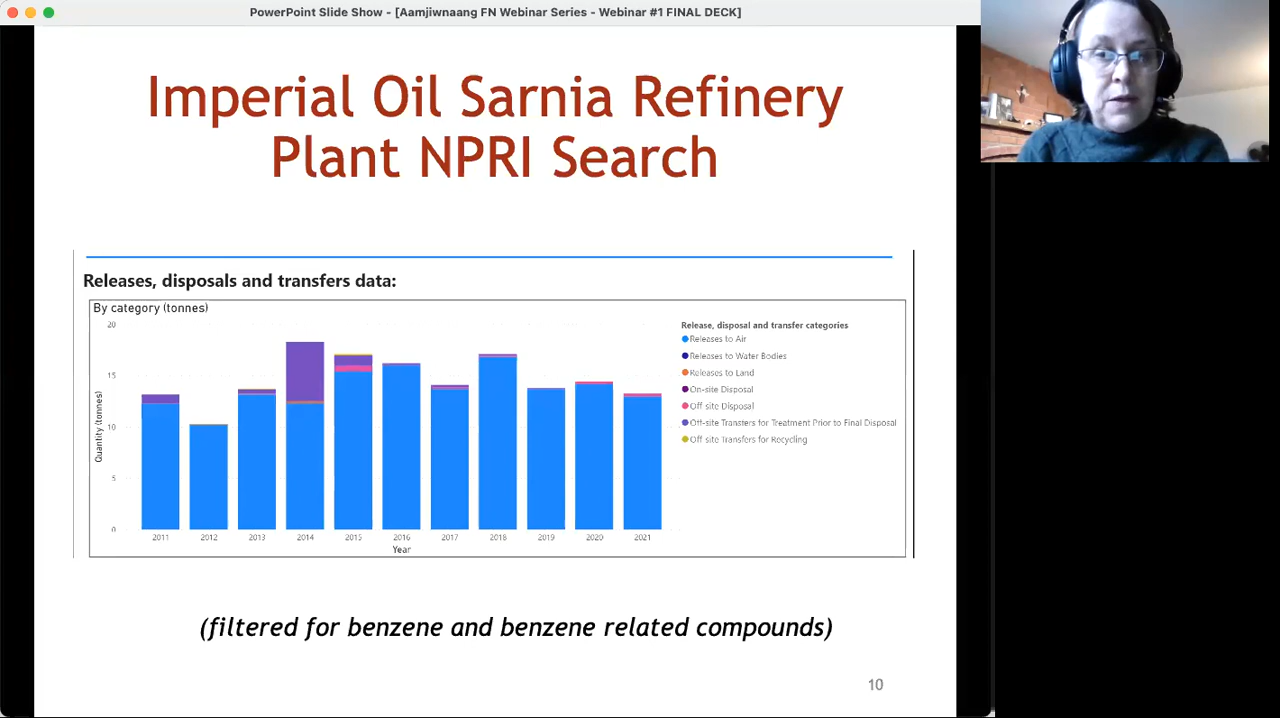 PowerPoint Slide Show - [Aamjiwnaang FN Webinar Series - Webinar #1 FINAL DECK]
Imperial Oil Sarnia Refinery
Plant NPRI Search
Releases, disposals and transfers data:
By category (tonnes)
20
15
10
5
0
Quantity (tonnes)
2011 2012 2013 2014 2015 2016 2017 2018 2019 2020 2021
Year
Release, disposal and transfer categories
Releases to Air
Releases to Water Bodies
Releases to Land
On-site Disposal
Off-site Disposal
Off-site Transfers for Treatment Prior to Final Disposal
Off-site Transfers for Recycling
(filtered for benzene and benzene related compounds)
10